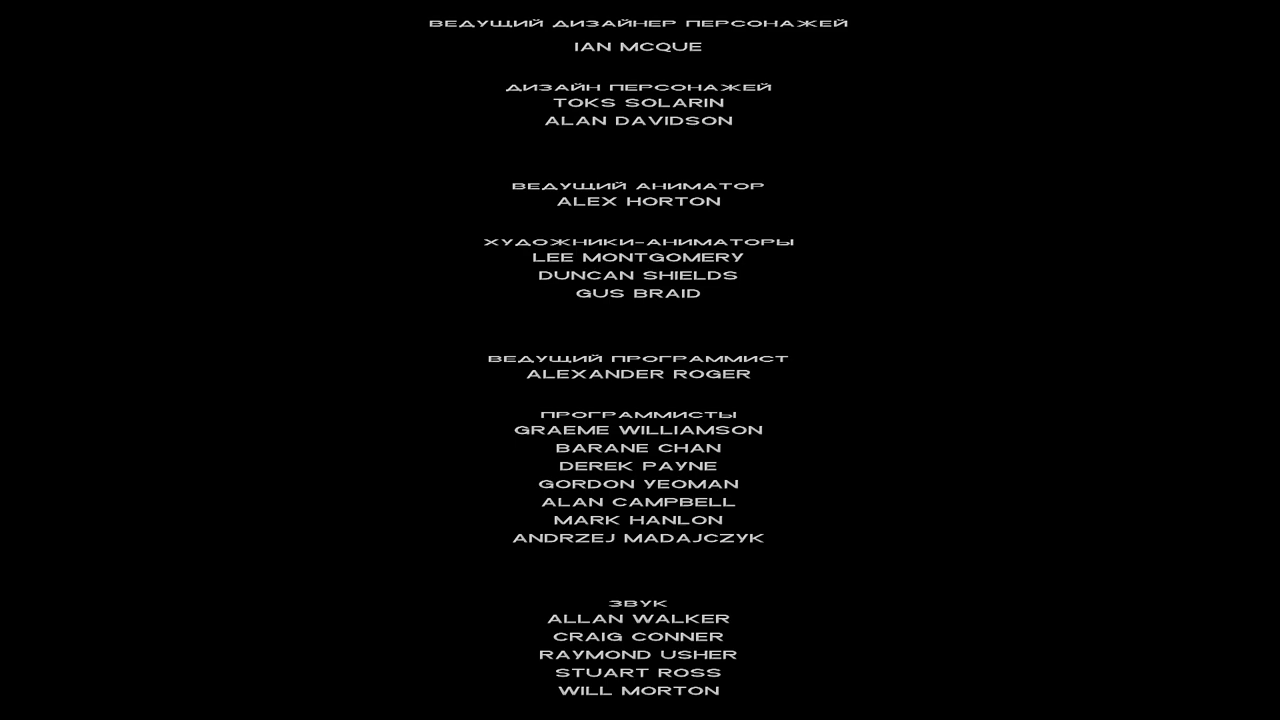 ВЕДУЩИЙ ДИЗАЙНЕР ПЕРСОНАЖЕЙ
IAN MCQUE
ДИЗАЙН ПЕРСОНАЖЕЙ
TOKS SOLARIN
ALAN DAVIDSON
ВЕДУЩИЙ АНИМАТОР
ALEX HORTON
ХУДОЖНИКИ-АНИМАТОРЫ
LEE MONTGOMERY
DUNCAN SHIELDS
GUS BRAID
ВЕДУЩИЙ ПРОГРАММИСТ
ALEXANDER ROGER
ПРОГРАММИСТЫ
GRAEME WILLIAMSON
BARANE CHAN
DEREK PAYNE
GORDON YEOMAN
ALAN CAMPBELL
MARK HANLON
ANDRZEJ MADAJCZYK
ЗВУК
ALLAN WALKER
CRAIG CONNER
RAYMOND USHER
STUART ROSS
WILL MORTON